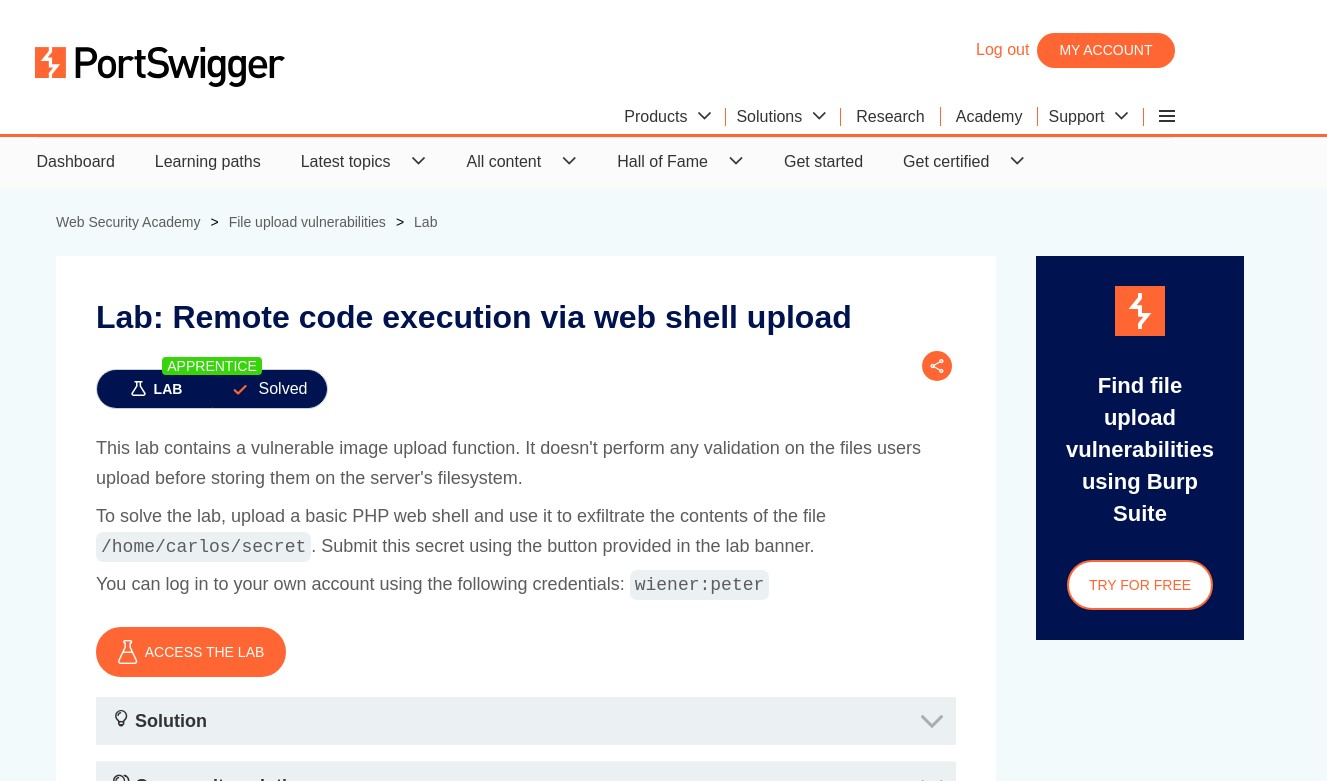 PortSwigger
Log out
MY ACCOUNT
Products
Solutions
Research
Academy
Support
Dashboard
Learning paths
Latest topics
All content
Hall of Fame
Get started
Get certified
Web Security Academy > File upload vulnerabilities > Lab
Lab: Remote code execution via web shell upload
APPRENTICE
LAB
Solved
This lab contains a vulnerable image upload function. It doesn't perform any validation on the files users
upload before storing them on the server's filesystem.
To solve the lab, upload a basic PHP web shell and use it to exfiltrate the contents of the file
/home/carlos/secret. Submit this secret using the button provided in the lab banner.
You can log in to your own account using the following credentials: wiener:peter
ACCESS THE LAB
Solution
Find file
upload
vulnerabilities
using Burp
Suite
TRY FOR FREE